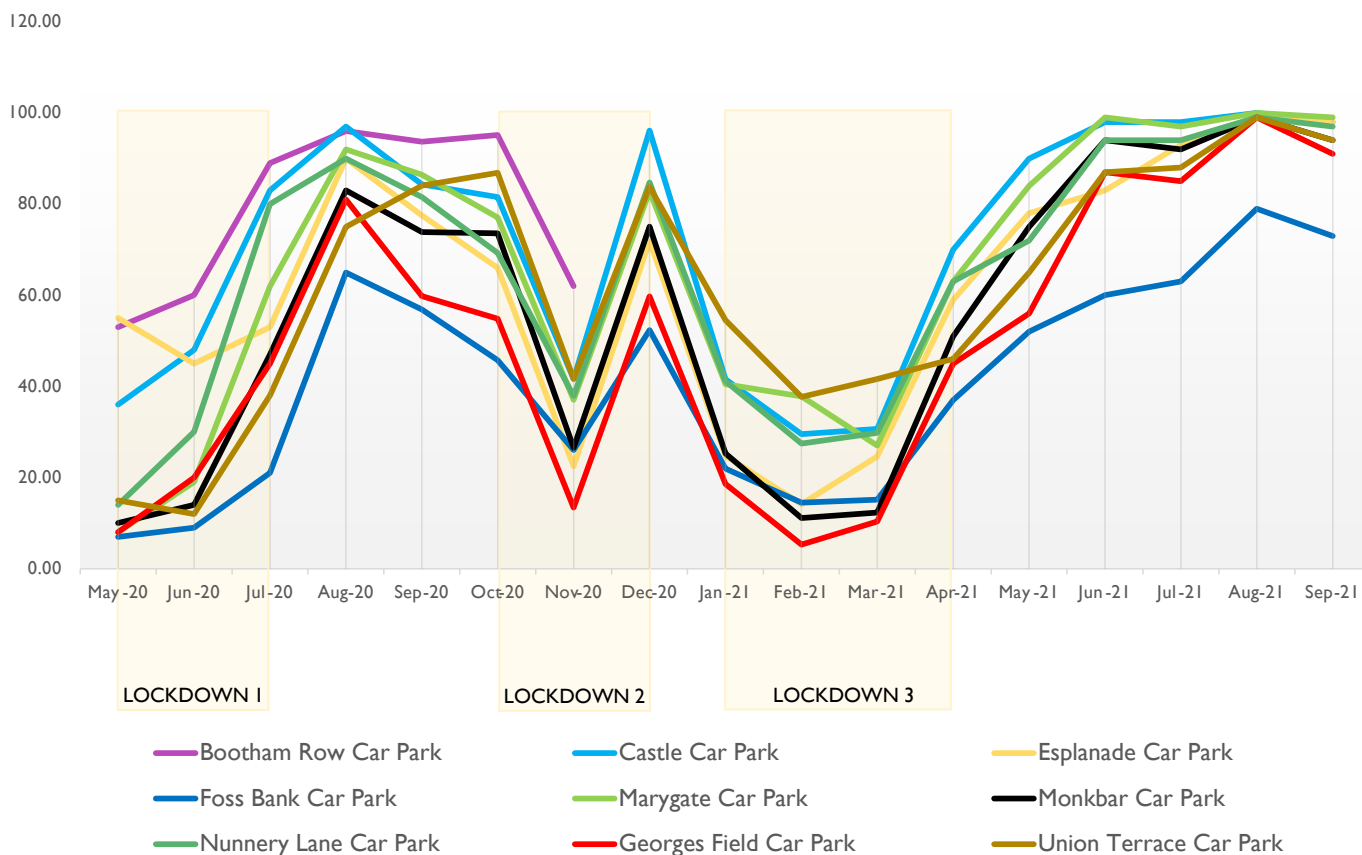 120.00
100.00
80.00
60.00
40.00
20.00
0.00
May-20 Jun-20 Jul-20 Aug-20 Sep-20 Oct-20 Nov-20 Dec-20 Jan-21 Feb-21 Mar-21 Apr-21 May-21 Jun-21 Jul-21 Aug-21 Sep-21
LOCKDOWN 1 LOCKDOWN 2 LOCKDOWN 3
Bootham Row Car Park Castle Car Park Esplanade Car Park
Foss Bank Car Park Marygate Car Park Monkbar Car Park
Nunnery Lane Car Park Georges Field Car Park Union Terrace Car Park